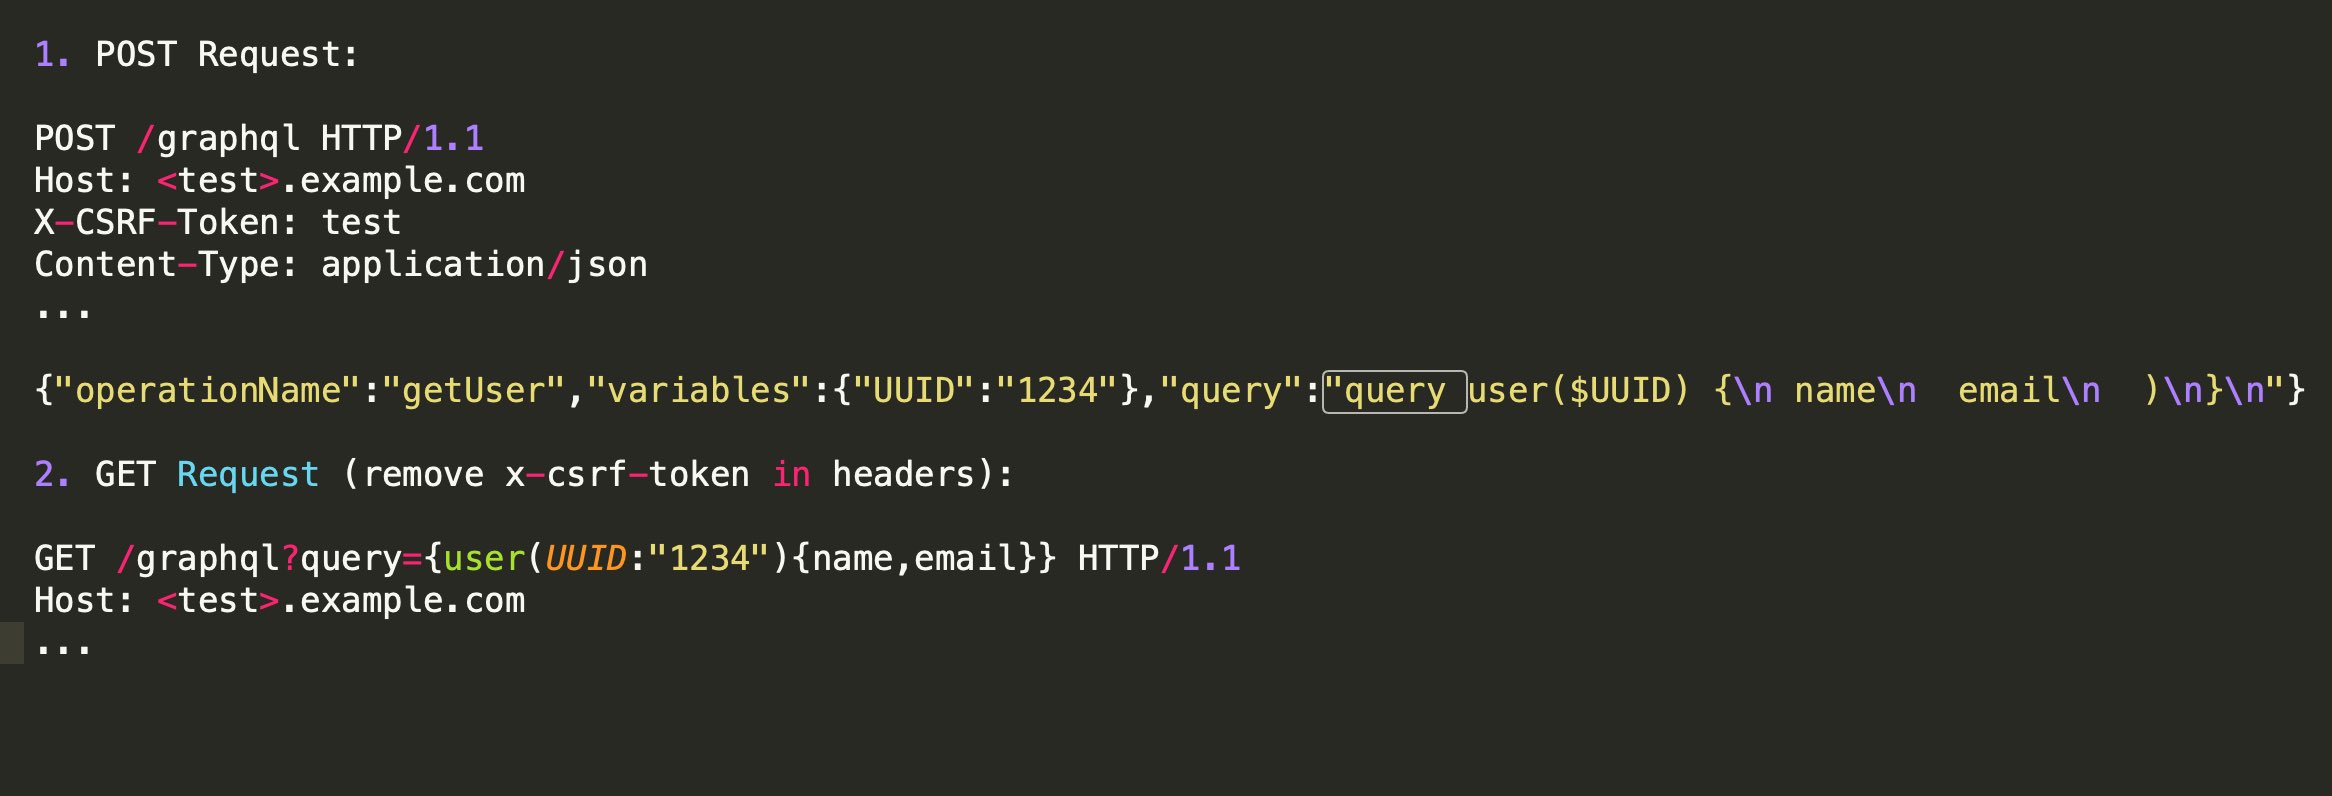 1. POST Request:
POST /graphql HTTP/1.1
Host: <test>.example.com
X-CSRF-Token: test
Content-Type: application/json
...
{"operationName":"getUser","variables":{"UUID":"1234"},"query":"query user($UUID) {\n name\n  email\n  )\n}\n"}
2. GET Request (remove x-csrf-token in headers):
GET /graphql?query={user(UUID:"1234"){name,email}} HTTP/1.1
Host: <test>.example.com
...